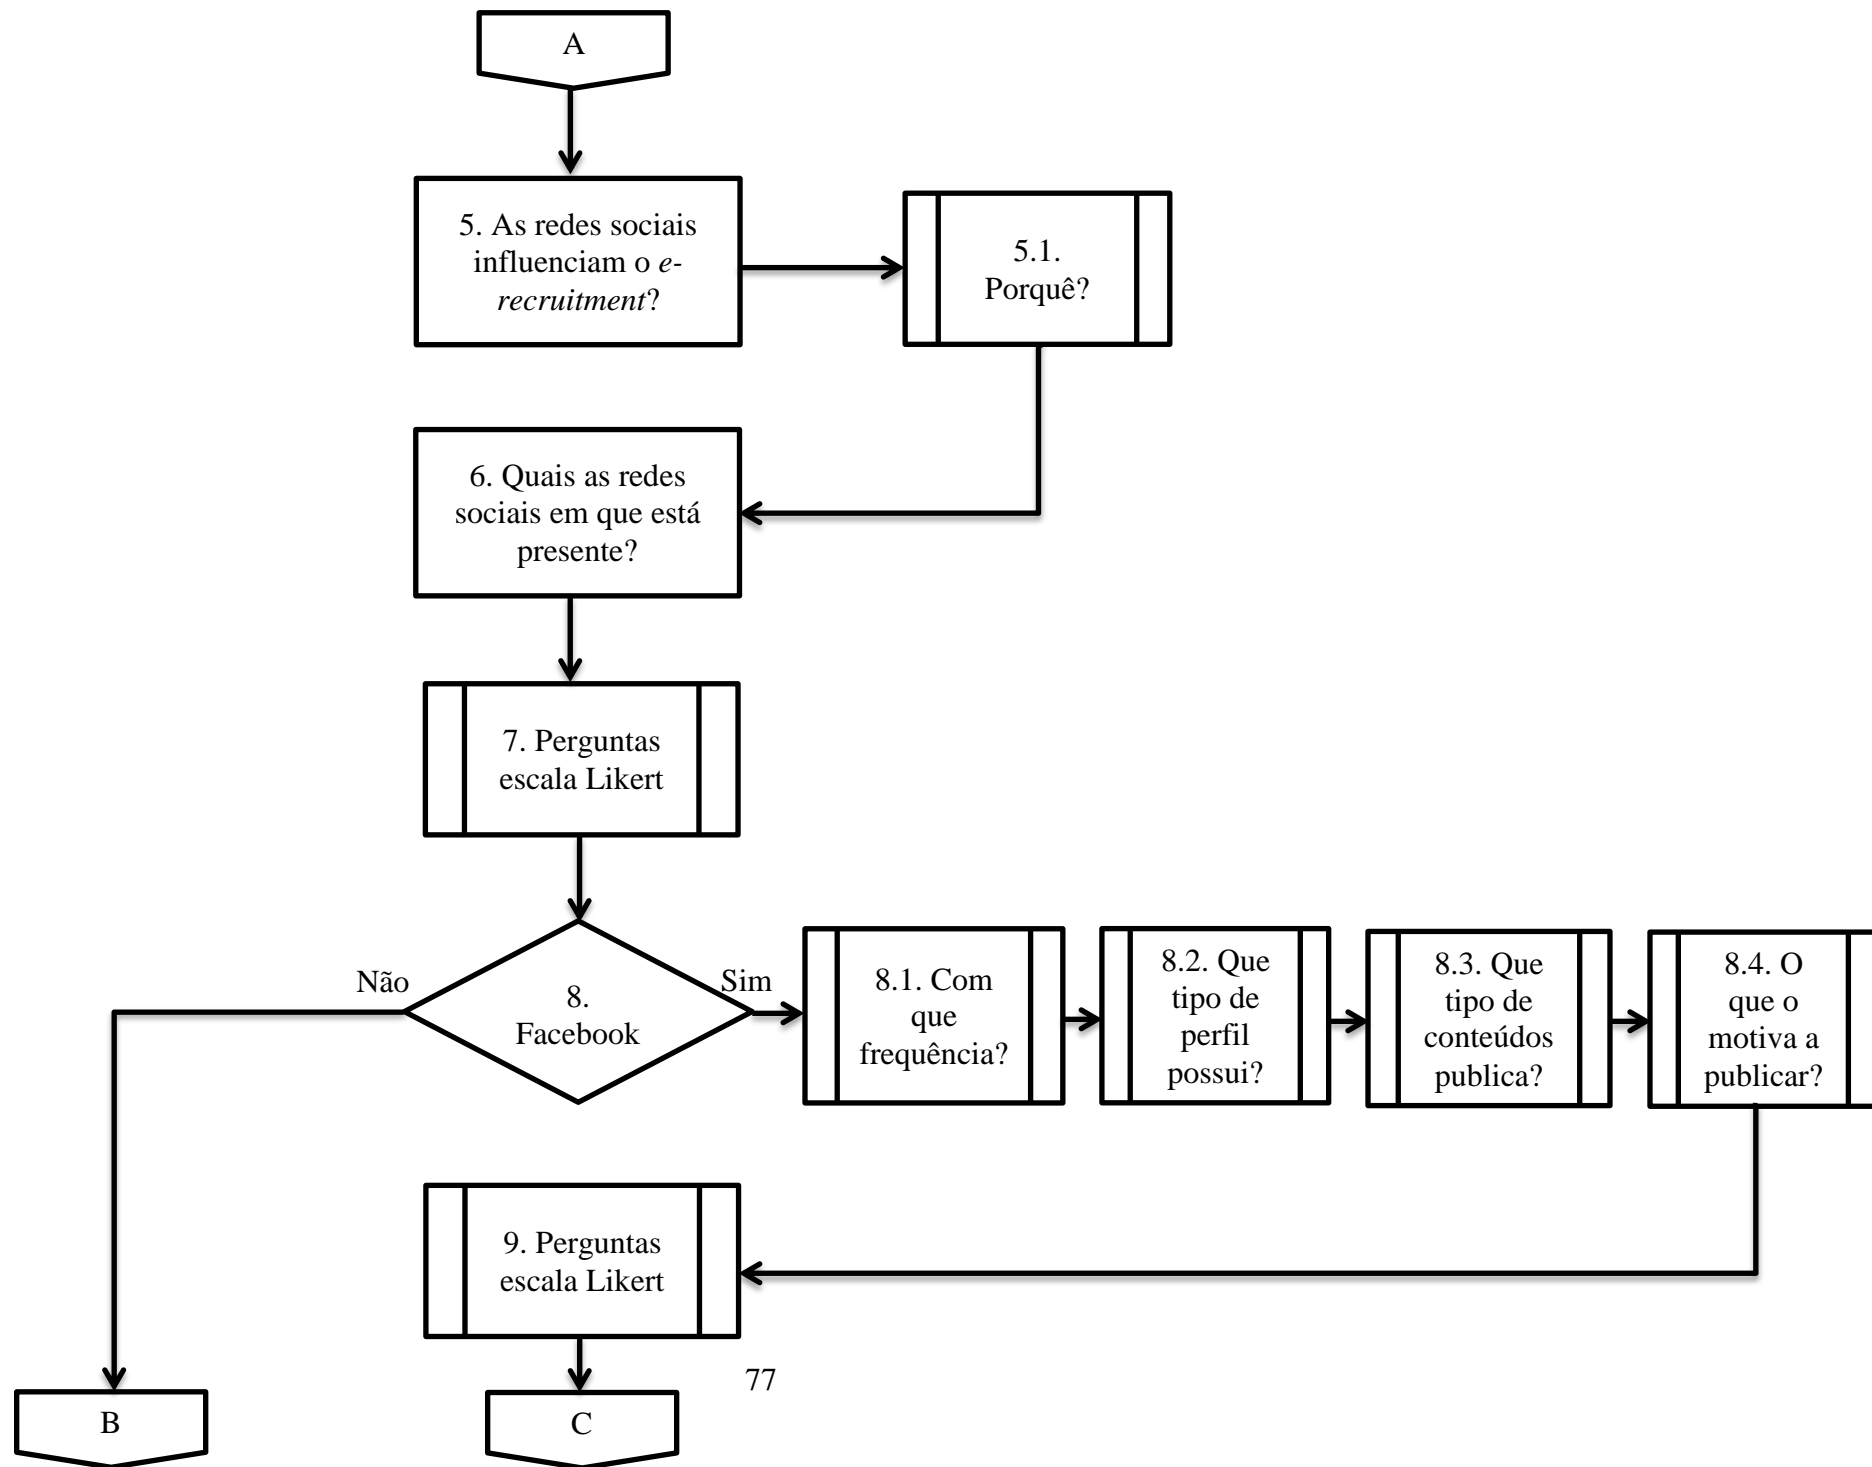 A
5. As redes sociais
influenciam o e-
recruitment?
5.1.
Porquê?
6. Quais as redes
sociais em que está
presente?
7. Perguntas
escala Likert
Não
8.
Facebook
Sim
8.1. Com
que
frequência?
8.2. Que
tipo de
perfil
possui?
8.3. Que
tipo de
conteúdos
publica?
8.4. O
que o
motiva a
publicar?
9. Perguntas
escala Likert
77
B
C